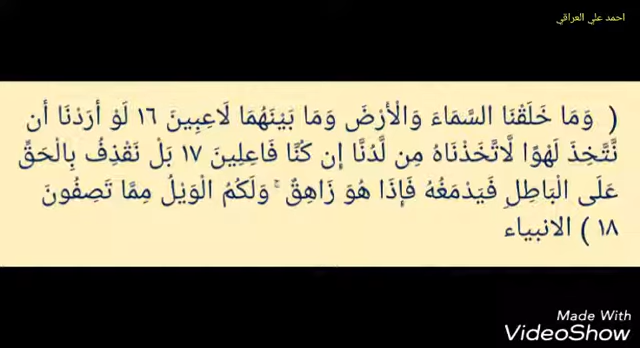 احمد علي العراقي
( وَمَا خَلَقْنَا السَّمَاءَ وَالْأَرْضَ وَمَا بَيْنَهُمَا لَاعِبِينَ ١٦ لَوْ أَرَدْنَا أَن
نَّتَّخِذَ لَهْوًا لَّاتَّخَذْنَاهُ مِن لَّدُنَّا إِن كُنَّا فَاعِلِينَ ١٧ بَلْ نَقْذِفُ بِالْحَقِّ
عَلَى الْبَاطِلِ فَيَدْمَغُهُ فَإِذَا هُوَ زَاهِقٌ ۚ وَلَكُمُ الْوَيْلُ مِمَّا تَصِفُونَ
١٨ ) الانبياء
Made With
VideoShow